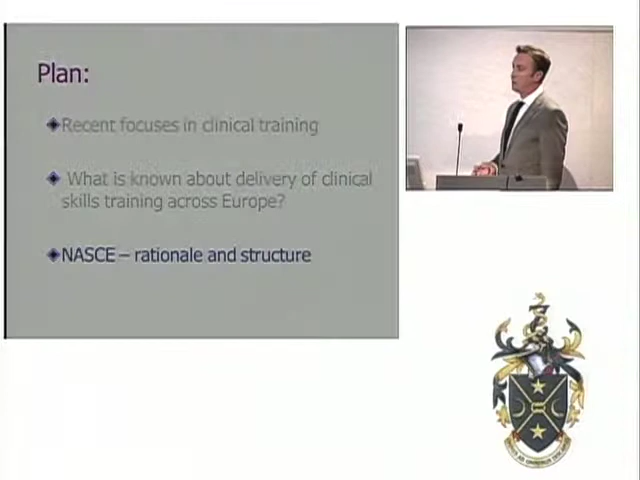 Plan:
Recent focuses in clinical training
What is known about delivery of clinical
skills training across Europe?
NASCE – rationale and structure